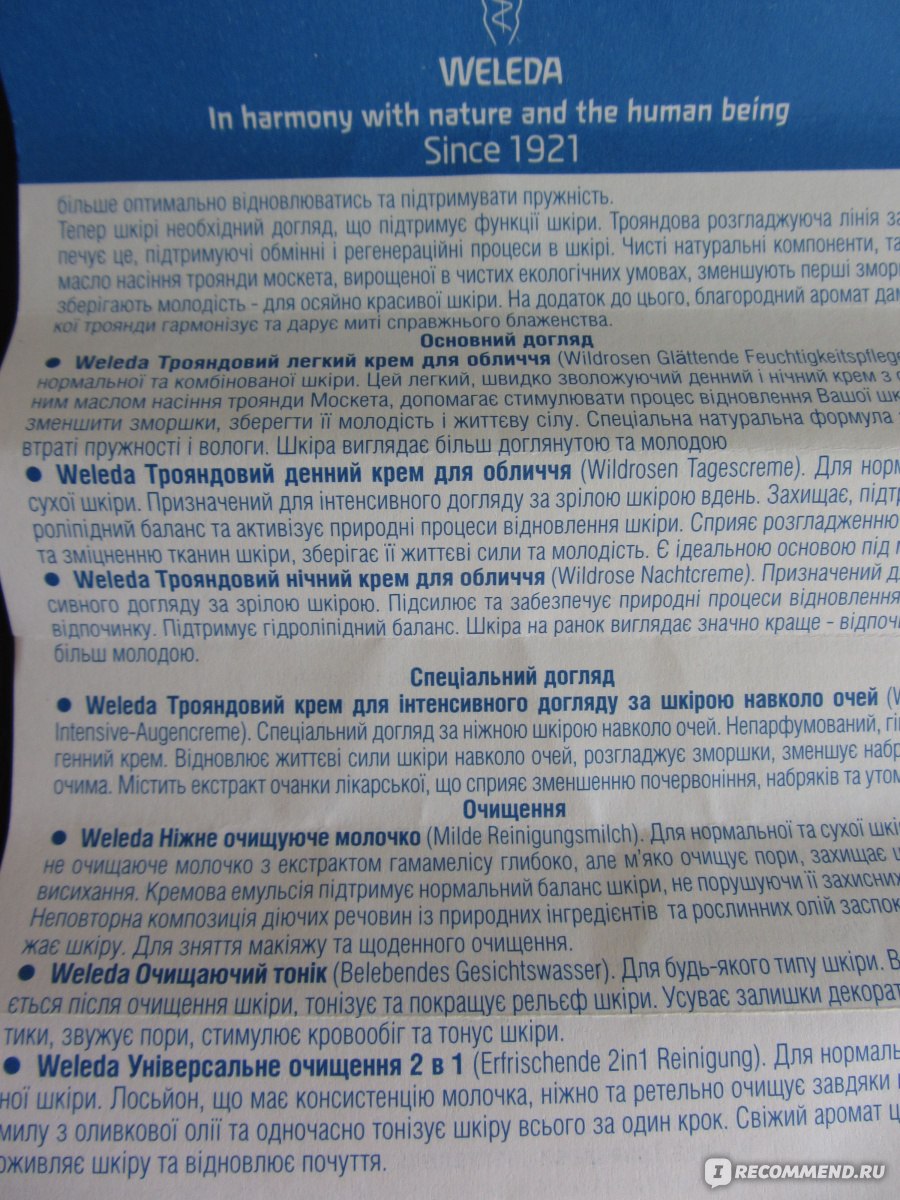 WELEDA
In harmony with nature and the human being
Since 1921
більше оптимально відновлюватись та підтримувати пружність.
Тепер шкірі необхідний догляд, що підтримує функції шкіри. Трояндова розгладжуюча лінія за
печує це, підтримуючі обмінні і регенераційні процеси в шкірі. Чисті натуральні компоненти, та
масло насіння троянди москета, вирощеної в чистих екологічних умовах, зменшують перші змор
зберігають молодість - для осяйно красивої шкіри. На додаток до цього, благородний аромат дам
кої троянди гармонізує та дарує миті справжнього блаженства.
Основний догляд
● Weleda Трояндовий легкий крем для обличчя (Wildrosen Glättende Feuchtigkeitspflege
нормальної та комбінованої шкіри. Цей легкий, швидко зволожуючий денний і нічний крем з
ним маслом насіння троянди Москета, допомагає стимулювати процес відновлення Вашої шк
зменшити зморшки, зберегти її молодість і життєву силу. Спеціальна натуральна формула
втраті пружності і вологи. Шкіра виглядає більш доглянутою та молодою
● Weleda Трояндовий денний крем для обличчя (Wildrosen Tagescreme). Для норм
сухої шкіри. Призначений для інтенсивного догляду за зрілою шкірою вдень. Захищає, підтр
роліпідний баланс та активізує природні процеси відновлення шкіри. Сприяє розгладженню
та зміцненню тканин шкіри, зберігає її життєві сили та молодість. Є ідеальною основою під м
● Weleda Трояндовий нічний крем для обличчя (Wildrose Nachtcreme). Призначений д
сивного догляду за зрілою шкірою. Підсилює та забезпечує природні процеси відновлення
відпочинку. Підтримує гідроліпідний баланс. Шкіра на ранок виглядає значно краще - відпоч
більш молодою.
Спеціальний догляд
● Weleda Трояндовий крем для інтенсивного догляду за шкірою навколо очей (W
Intensive-Augencreme). Спеціальний догляд за ніжною шкірою навколо очей. Непарфумований, гі
генний крем. Відновлює життєві сили шкіри навколо очей, розгладжує зморшки, зменшує набр
очима. Містить екстракт очанки лікарської, що сприяє зменшенню почервоніння, набряків та утом
Очищення
● Weleda Ніжне очищуюче молочко (Milde Reinigungsmilch). Для нормальної та сухої шкі
не очищаюче молочко з екстрактом гамамелісу глибоко, але м'яко очищує пори, захищає ш
висихання. Кремова емульсія підтримує нормальний баланс шкіри, не порушуючи її захисних
Неповторна композиція діючих речовин із природних інгредієнтів та рослинних олій заспок
жає шкіру. Для зняття макіяжу та щоденного очищення.
● Weleda Очищаючий тонік (Belebendes Gesichtswasser). Для будь-якого типу шкіри. В
ється після очищення шкіри, тонізує та покращує рельєф шкіри. Усуває залишки декорат
тики, звужує пори, стимулює кровообіг та тонус шкіри.
● Weleda Універсальне очищення 2 в 1 (Erfrischende 2in1 Reinigung). Для нормаль
ної шкіри. Лосьйон, що має консистенцію молочка, ніжно та ретельно очищує завдяки
милу з оливкової олії та одночасно тонізує шкіру всього за один крок. Свіжий аромат ц
оживляє шкіру та відновлює почуття.
IRECOMMEND.RU